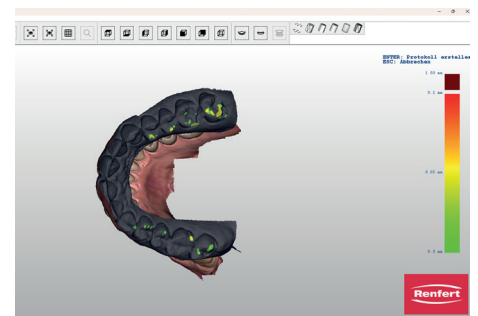 ENTER: Protokoll erstellen
ESC: Abbrechen
1.00 mm
0.1 mm
0.05 mm
0.0 mm
Renfert